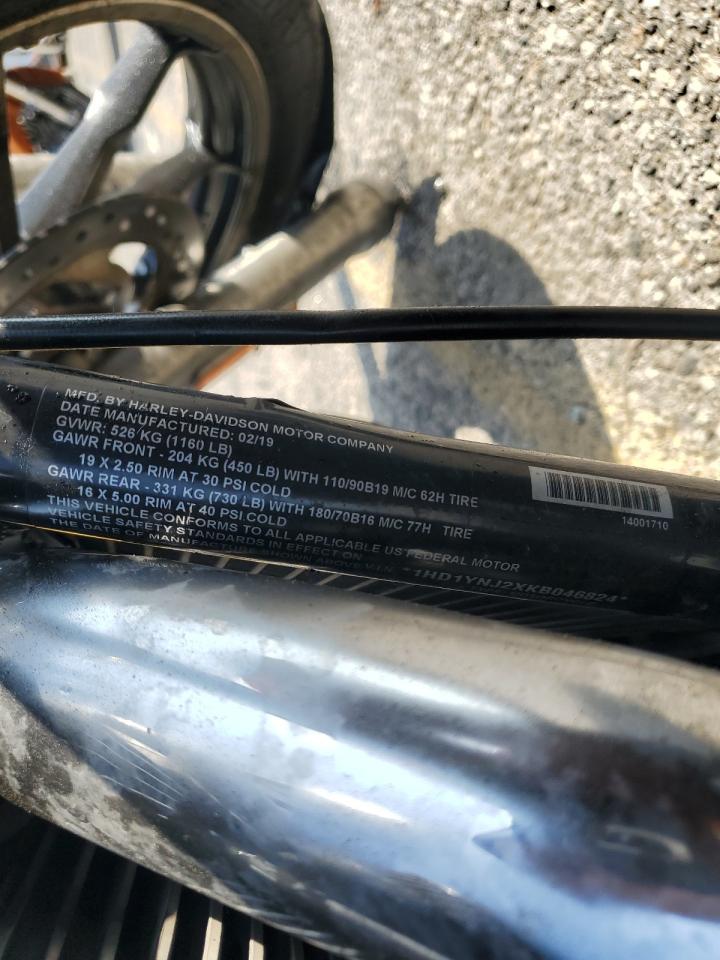 MFD. BY HARLEY-DAVIDSON MOTOR COMPANY
DATE MANUFACTURED: 02/19
GVWR: 526 KG (1160 LB)
GAWR FRONT - 204 KG (450 LB) WITH 110/90B19 M/C 62H TIRE
19 X 2.50 RIM AT 30 PSI COLD
GAWR REAR - 331 KG (730 LB) WITH 180/70B16 M/C 77H TIRE
16 X 5.00 RIM AT 40 PSI COLD
THIS VEHICLE CONFORMS TO ALL APPLICABLE US FEDERAL MOTOR
VEHICLE SAFETY STANDARDS IN EFFECT ON
THE DATE OF MANUFACTURE SHOWN ABOVE V.I.N. *1HD1YNJ2XKB046824*
14001710